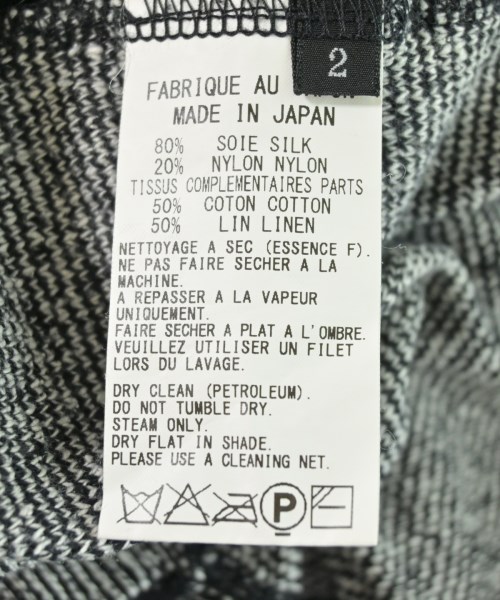 2
FABRIQUE AU
MADE IN JAPAN
80% SOIE SILK
20% NYLON NYLON
TISSUS COMPLEMENTAIRES PARTS
50% COTON COTTON
50% LIN LINEN
NETTOYAGE A SEC (ESSENCE F).
NE PAS FAIRE SECHER A LA
MACHINE.
A REPASSER A LA VAPEUR
UNIQUEMENT.
FAIRE SECHER A PLAT A L'OMBRE.
VEUILLEZ UTILISER UN FILET
LORS DU LAVAGE.
DRY CLEAN (PETROLEUM).
DO NOT TUMBLE DRY.
STEAM ONLY.
DRY FLAT IN SHADE.
PLEASE USE A CLEANING NET.
P